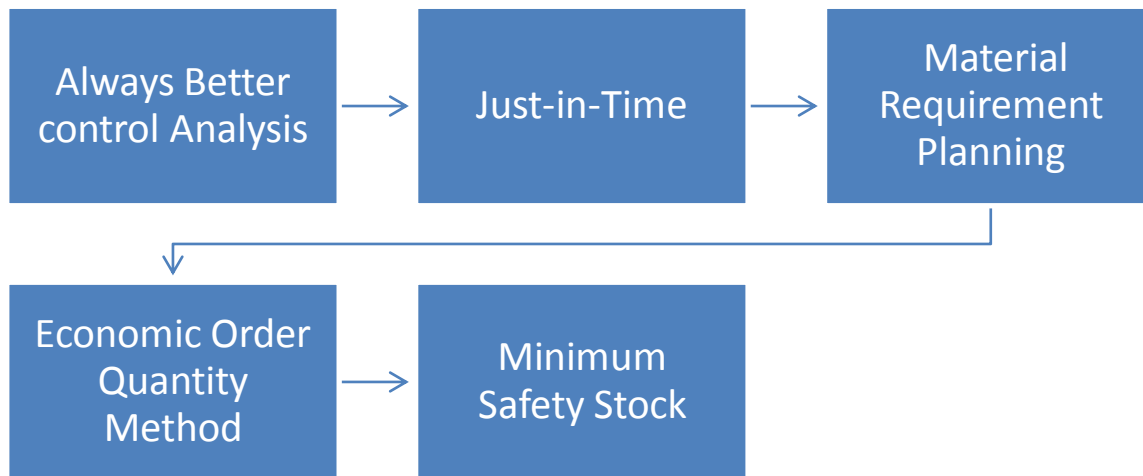 Always Better
control Analysis
Just-in-Time
Material
Requirement
Planning
Economic Order
Quantity
Method
Minimum
Safety Stock